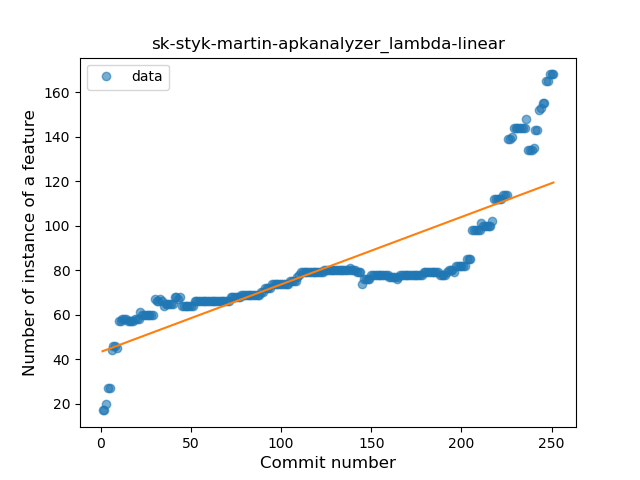 sk-styk-martin-apkanalyzer_lambda-linear
data
Number of instance of a feature
160
140
120
100
80
60
40
20
0 50 100 150 200 250
Commit number